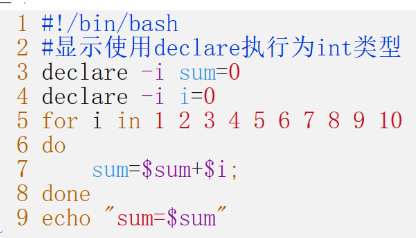 1 #!/bin/bash
2 #显示使用declare执行为int类型
3 declare -i sum=0
4 declare -i i=0
5 for i in 1 2 3 4 5 6 7 8 9 10
6 do
7     sum=$sum+$i;
8 done
9 echo "sum=$sum"